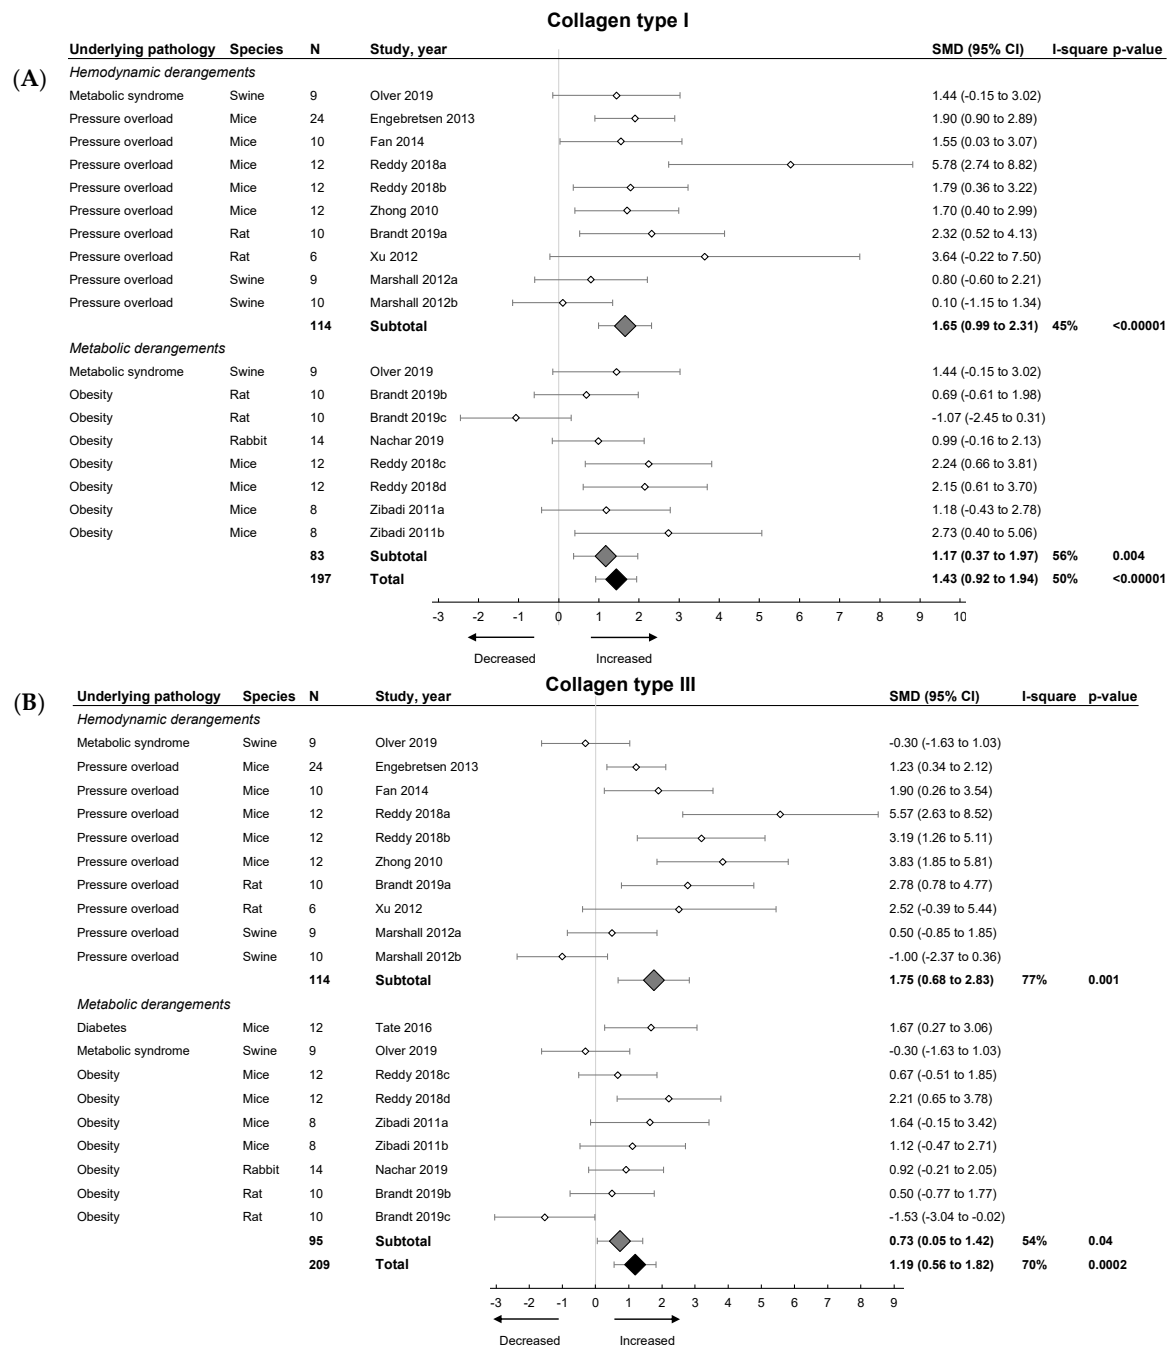 Collagen type I
Underlying pathology Species N Study, year SMD (95% CI) I-square p-value
(A)
Hemodynamic derangements
Metabolic syndrome Swine 9 Olver 2019 1.44 (-0.15 to 3.02)
Pressure overload Mice 24 Engebretsen 2013 1.90 (0.90 to 2.89)
Pressure overload Mice 10 Fan 2014 1.55 (0.03 to 3.07)
Pressure overload Mice 12 Reddy 2018a 5.78 (2.74 to 8.82)
Pressure overload Mice 12 Reddy 2018b 1.79 (0.36 to 3.22)
Pressure overload Mice 12 Zhong 2010 1.70 (0.40 to 2.99)
Pressure overload Rat 10 Brandt 2019a 2.32 (0.52 to 4.13)
Pressure overload Rat 6 Xu 2012 3.64 (-0.22 to 7.50)
Pressure overload Swine 9 Marshall 2012a 0.80 (-0.60 to 2.21)
Pressure overload Swine 10 Marshall 2012b 0.10 (-1.15 to 1.34)
114 Subtotal 1.65 (0.99 to 2.31) 45% <0.00001
Metabolic derangements
Metabolic syndrome Swine 9 Olver 2019 1.44 (-0.15 to 3.02)
Obesity Rat 10 Brandt 2019b 0.69 (-0.61 to 1.98)
Obesity Rat 10 Brandt 2019c -1.07 (-2.45 to 0.31)
Obesity Rabbit 14 Nachar 2019 0.99 (-0.16 to 2.13)
Obesity Mice 12 Reddy 2018c 2.24 (0.66 to 3.81)
Obesity Mice 12 Reddy 2018d 2.15 (0.61 to 3.70)
Obesity Mice 8 Zibadi 2011a 1.18 (-0.43 to 2.78)
Obesity Mice 8 Zibadi 2011b 2.73 (0.40 to 5.06)
83 Subtotal 1.17 (0.37 to 1.97) 56% 0.004
197 Total 1.43 (0.92 to 1.94) 50% <0.00001
-3 -2 -1 0 1 2 3 4 5 6 7 8 9 10
Decreased Increased
Collagen type III
(B)
Underlying pathology Species N Study, year SMD (95% CI) I-square p-value
Hemodynamic derangements
Metabolic syndrome Swine 9 Olver 2019 -0.30 (-1.63 to 1.03)
Pressure overload Mice 24 Engebretsen 2013 1.23 (0.34 to 2.12)
Pressure overload Mice 10 Fan 2014 1.90 (0.26 to 3.54)
Pressure overload Mice 12 Reddy 2018a 5.57 (2.63 to 8.52)
Pressure overload Mice 12 Reddy 2018b 3.19 (1.26 to 5.11)
Pressure overload Mice 12 Zhong 2010 3.83 (1.85 to 5.81)
Pressure overload Rat 10 Brandt 2019a 2.78 (0.78 to 4.77)
Pressure overload Rat 6 Xu 2012 2.52 (-0.39 to 5.44)
Pressure overload Swine 9 Marshall 2012a 0.50 (-0.85 to 1.85)
Pressure overload Swine 10 Marshall 2012b -1.00 (-2.37 to 0.36)
114 Subtotal 1.75 (0.68 to 2.83) 77% 0.001
Metabolic derangements
Diabetes Mice 12 Tate 2016 1.67 (0.27 to 3.06)
Metabolic syndrome Swine 9 Olver 2019 -0.30 (-1.63 to 1.03)
Obesity Mice 12 Reddy 2018c 0.67 (-0.51 to 1.85)
Obesity Mice 12 Reddy 2018d 2.21 (0.65 to 3.78)
Obesity Mice 8 Zibadi 2011a 1.64 (-0.15 to 3.42)
Obesity Mice 8 Zibadi 2011b 1.12 (-0.47 to 2.71)
Obesity Rabbit 14 Nachar 2019 0.92 (-0.21 to 2.05)
Obesity Rat 10 Brandt 2019b 0.50 (-0.77 to 1.77)
Obesity Rat 10 Brandt 2019c -1.53 (-3.04 to -0.02)
95 Subtotal 0.73 (0.05 to 1.42) 54% 0.04
209 Total 1.19 (0.56 to 1.82) 70% 0.0002
-3 -2 -1 0 1 2 3 4 5 6 7 8 9
Decreased Increased